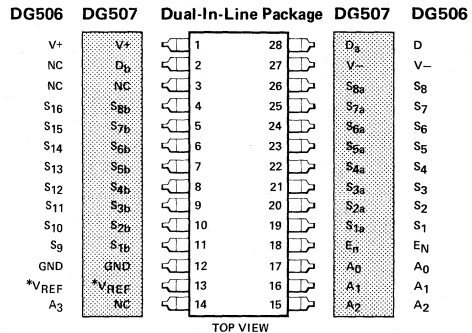 DG506 DG507 Dual-In-Line Package DG507 DG506
V+ V+ 1 28 Da D
NC Db 2 27 V− V−
NC NC 3 26 S8a S8
S16 S8b 4 25 S7a S7
S15 S7b 5 24 S6a S6
S14 S6b 6 23 S5a S5
S13 S5b 7 22 S4a S4
S12 S4b 8 21 S3a S3
S11 S3b 9 20 S2a S2
S10 S2b 10 19 S1a S1
S9 S1b 11 18 En EN
GND GND 12 17 A0 A0
*VREF *VREF 13 16 A1 A1
A3 NC 14 15 A2 A2
TOP VIEW